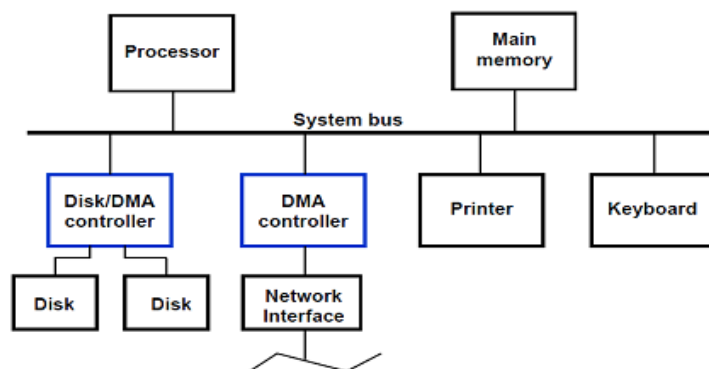 Processor
Main
memory
System bus
Disk/DMA
controller
DMA
controller
Printer
Keyboard
Disk
Disk
Network
Interface